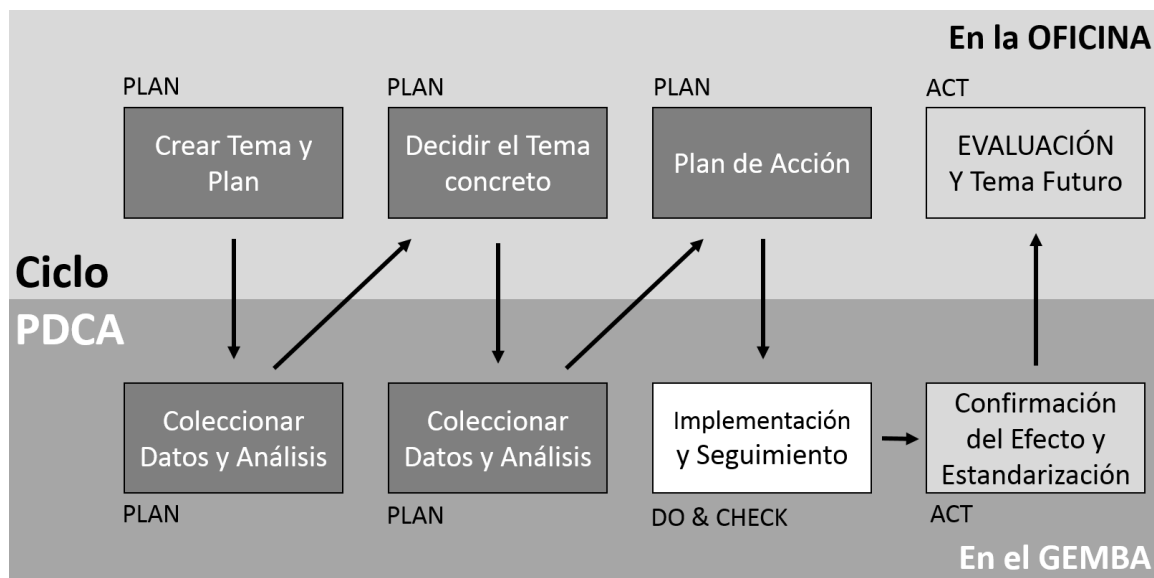 En la OFICINA
PLAN
Crear Tema y
Plan
PLAN
Decidir el Tema
concreto
PLAN
Plan de Acción
ACT
EVALUACIÓN
Y Tema Futuro
Ciclo
PDCA
Coleccionar
Datos y Análisis
PLAN
Coleccionar
Datos y Análisis
PLAN
Implementación
y Seguimiento
DO & CHECK
Confirmación
del Efecto y
Estandarización
ACT
En el GEMBA